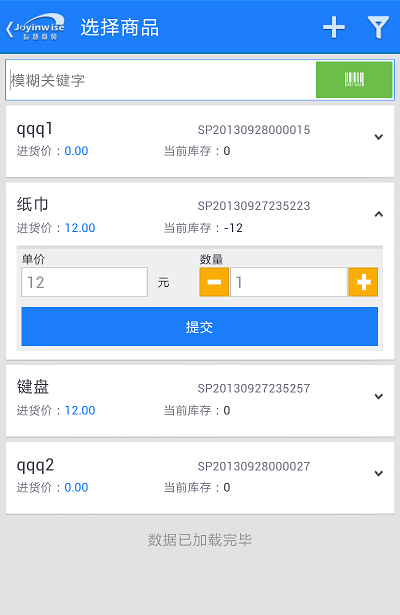 Joyinwise
智慧商贸
选择商品
模糊关键字
qqq1
SP20130928000015
进货价：0.00
当前库存：0
纸巾
SP20130927235223
进货价：12.00
当前库存：-12
单价
数量
12
元
1
提交
键盘
SP20130927235257
进货价：12.00
当前库存：0
qqq2
SP20130928000027
进货价：0.00
当前库存：0
数据已加载完毕